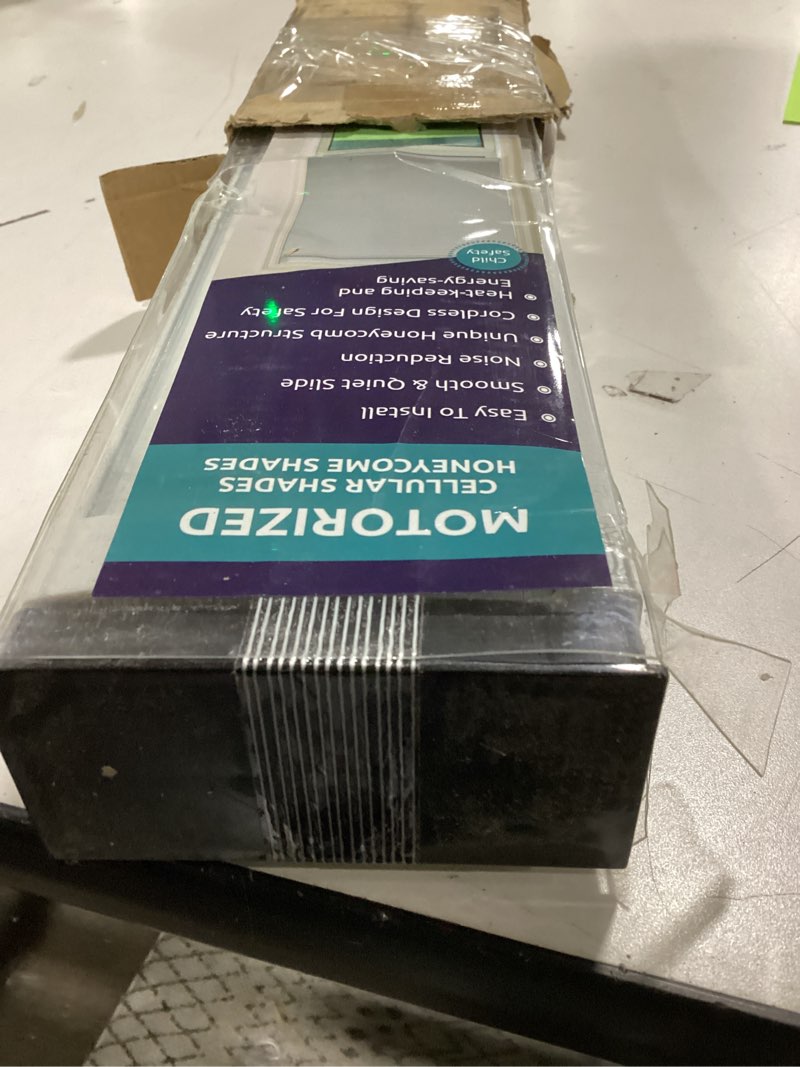 MOTORIZED
CELLULAR SHADES
HONEYCOME SHADES
Easy To Install
Smooth & Quiet Slide
Noise Reduction
Unique Honeycomb Structure
Cordless Design For Safety
Heat-keeping and
Energy-saving
Child
Safety